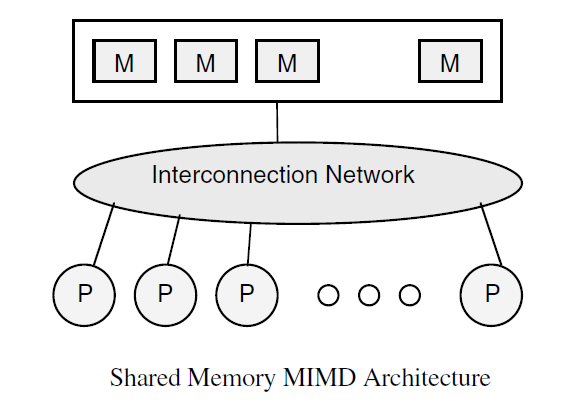 M M M M
Interconnection Network
P P P P
Shared Memory MIMD Architecture